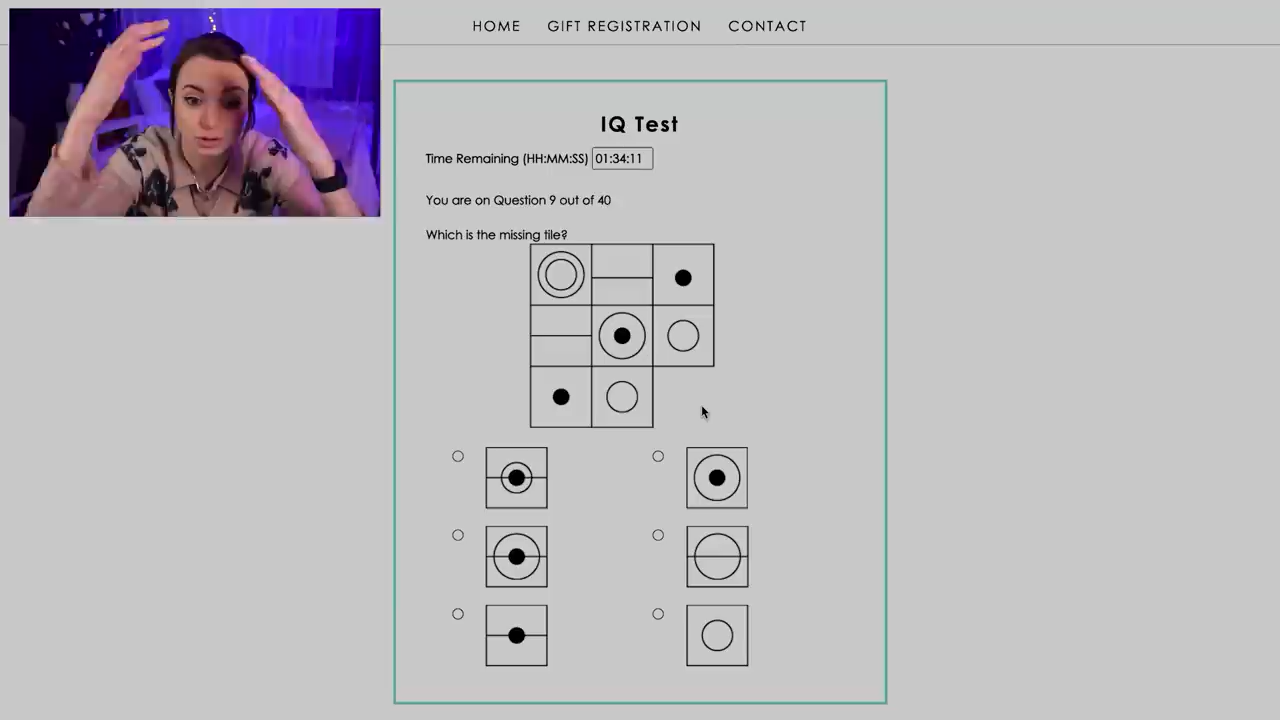 HOME GIFT REGISTRATION CONTACT
IQ Test
Time Remaining (HH:MM:SS) 01:34:11
You are on Question 9 out of 40
Which is the missing tile?